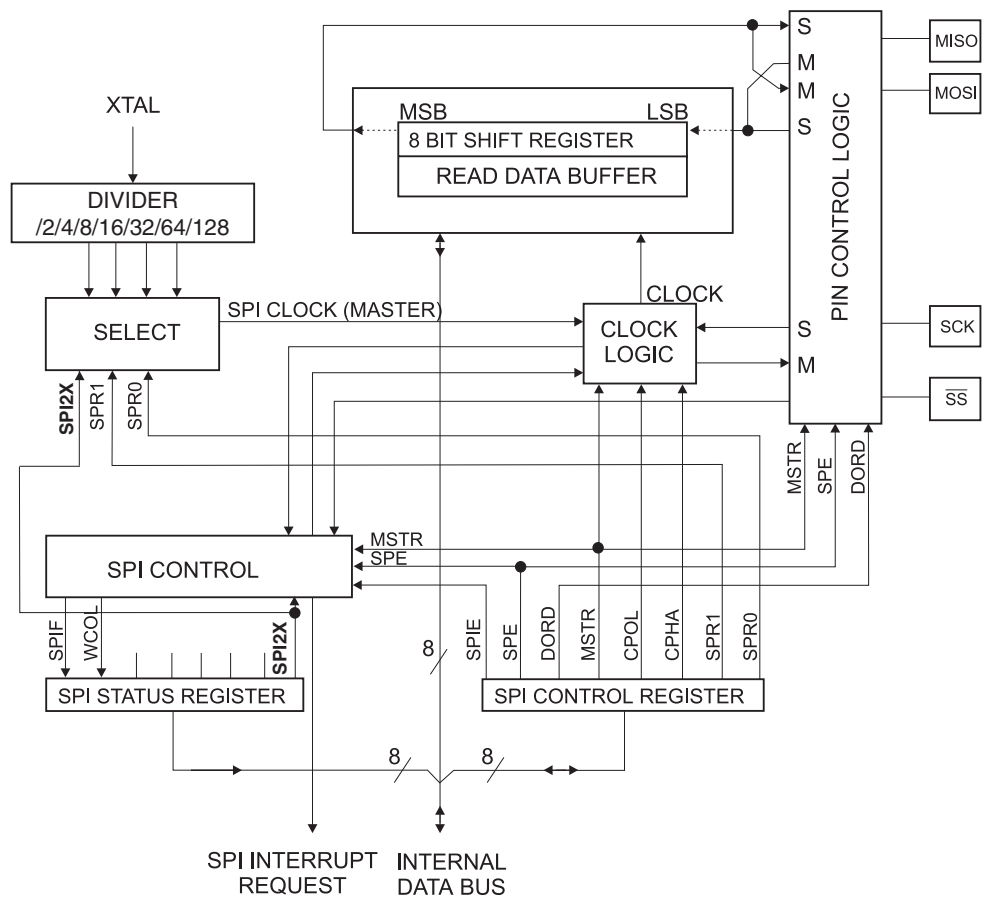 S
MISO
M
M
MOSI
S
XTAL
MSB
LSB
8 BIT SHIFT REGISTER
READ DATA BUFFER
PIN CONTROL LOGIC
DIVIDER
/2/4/8/16/32/64/128
SPI CLOCK (MASTER)
CLOCK
SELECT
CLOCK
LOGIC
S
M
SCK
SS
SPI2X
SPR1
SPR0
MSTR
SPE
DORD
MSTR
SPE
SPI CONTROL
SPIF
WCOL
SPI2X
8
SPIE
SPE
DORD
MSTR
CPOL
CPHA
SPR1
SPR0
SPI STATUS REGISTER
SPI CONTROL REGISTER
8
8
SPI INTERRUPT
REQUEST
INTERNAL
DATA BUS